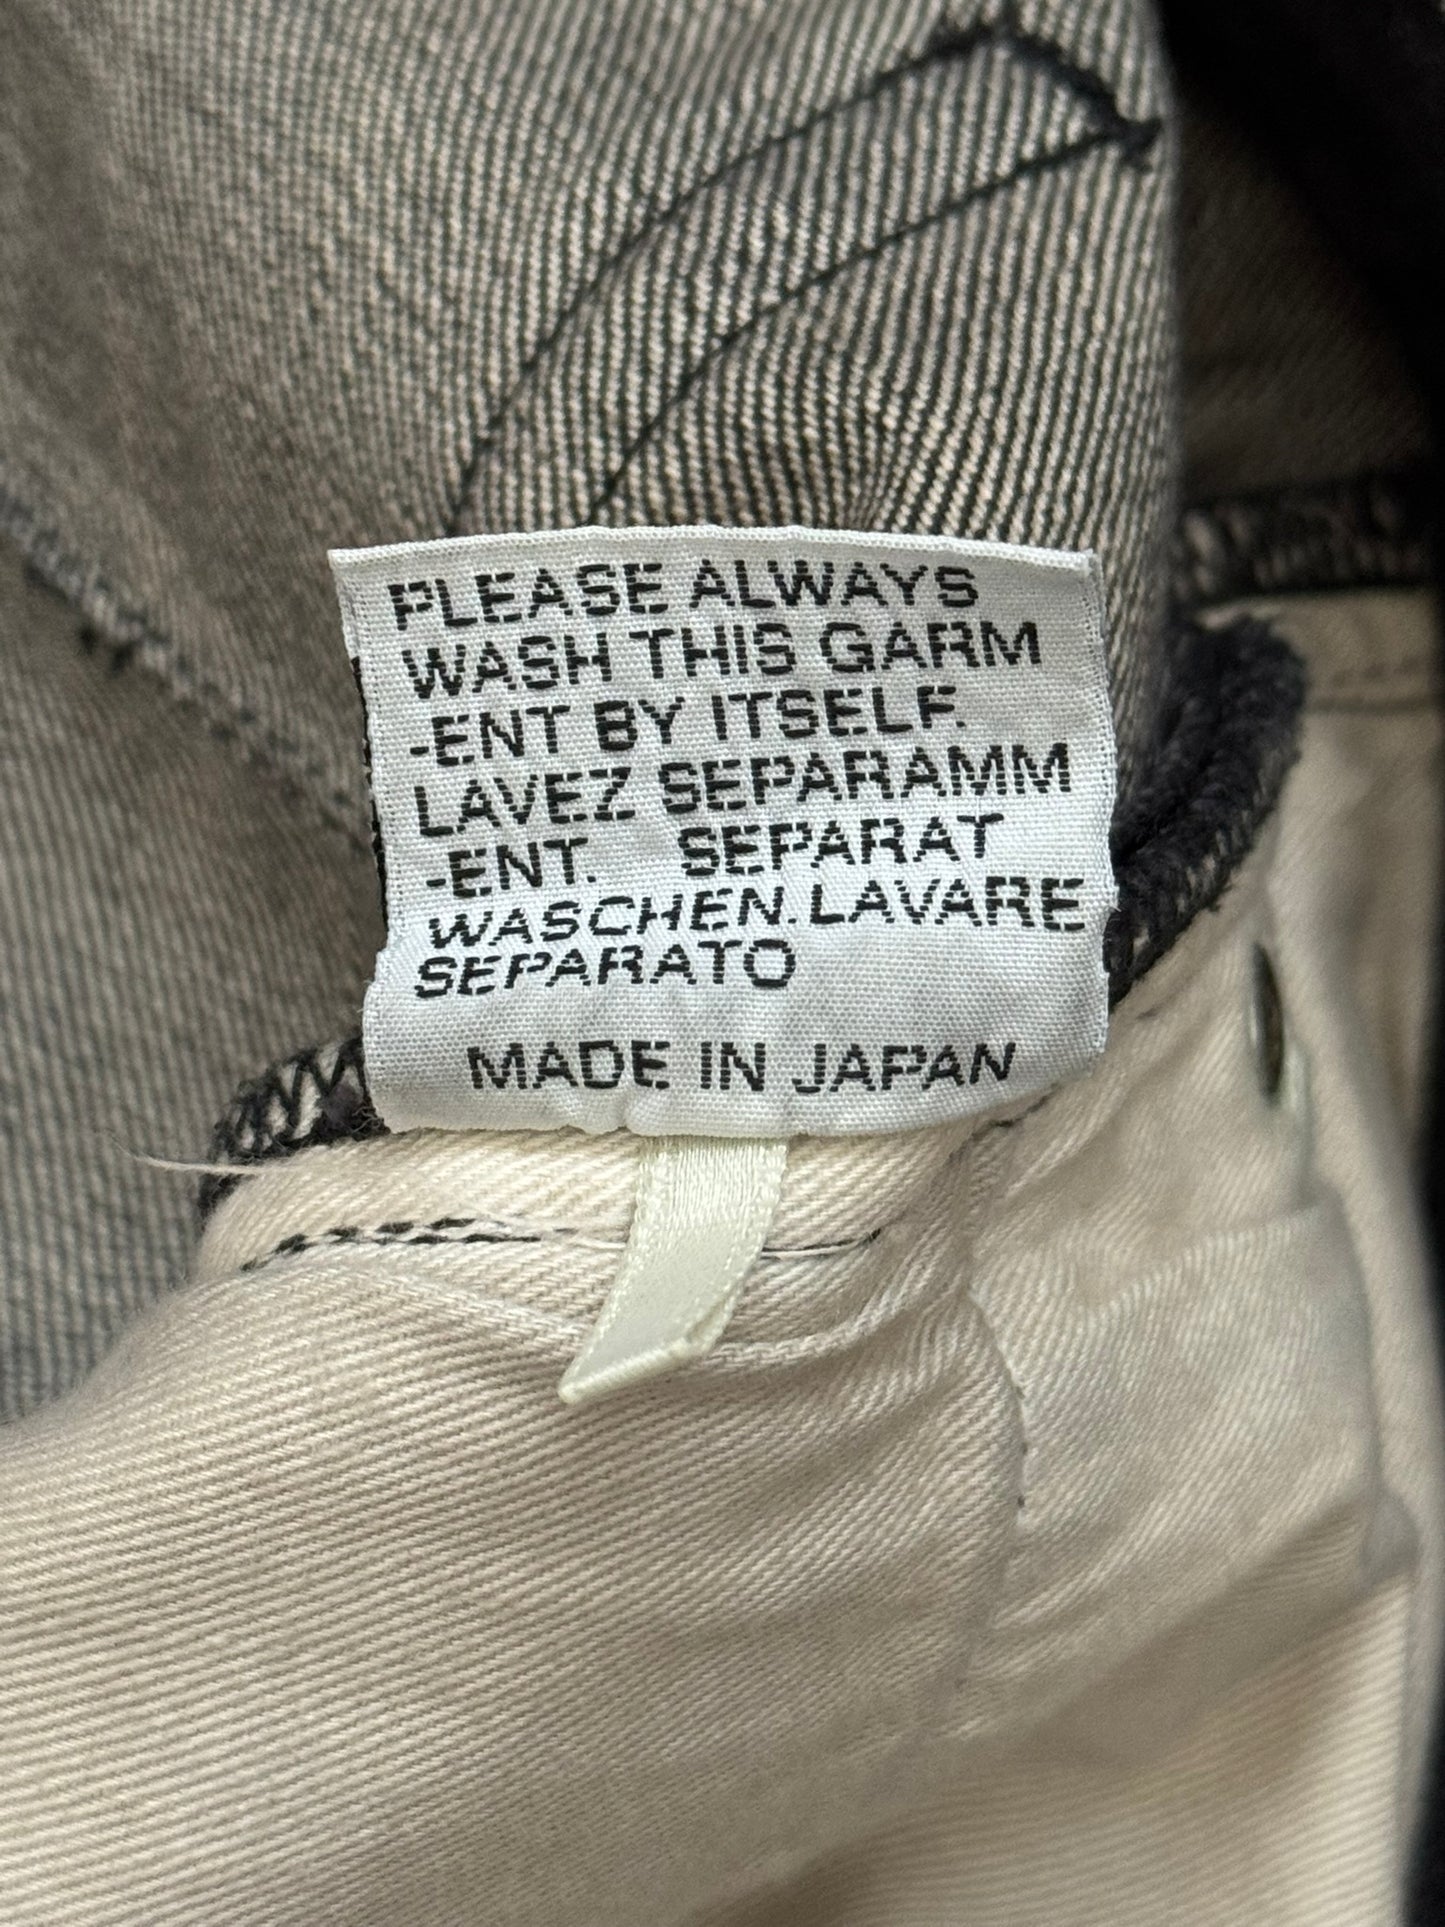 PLEASE ALWAYS
WASH THIS GARM
-ENT BY ITSELF.
LAVEZ SEPARAMM
-ENT. SEPARAT
WASCHEN.LAVARE
SEPARATO
MADE IN JAPAN